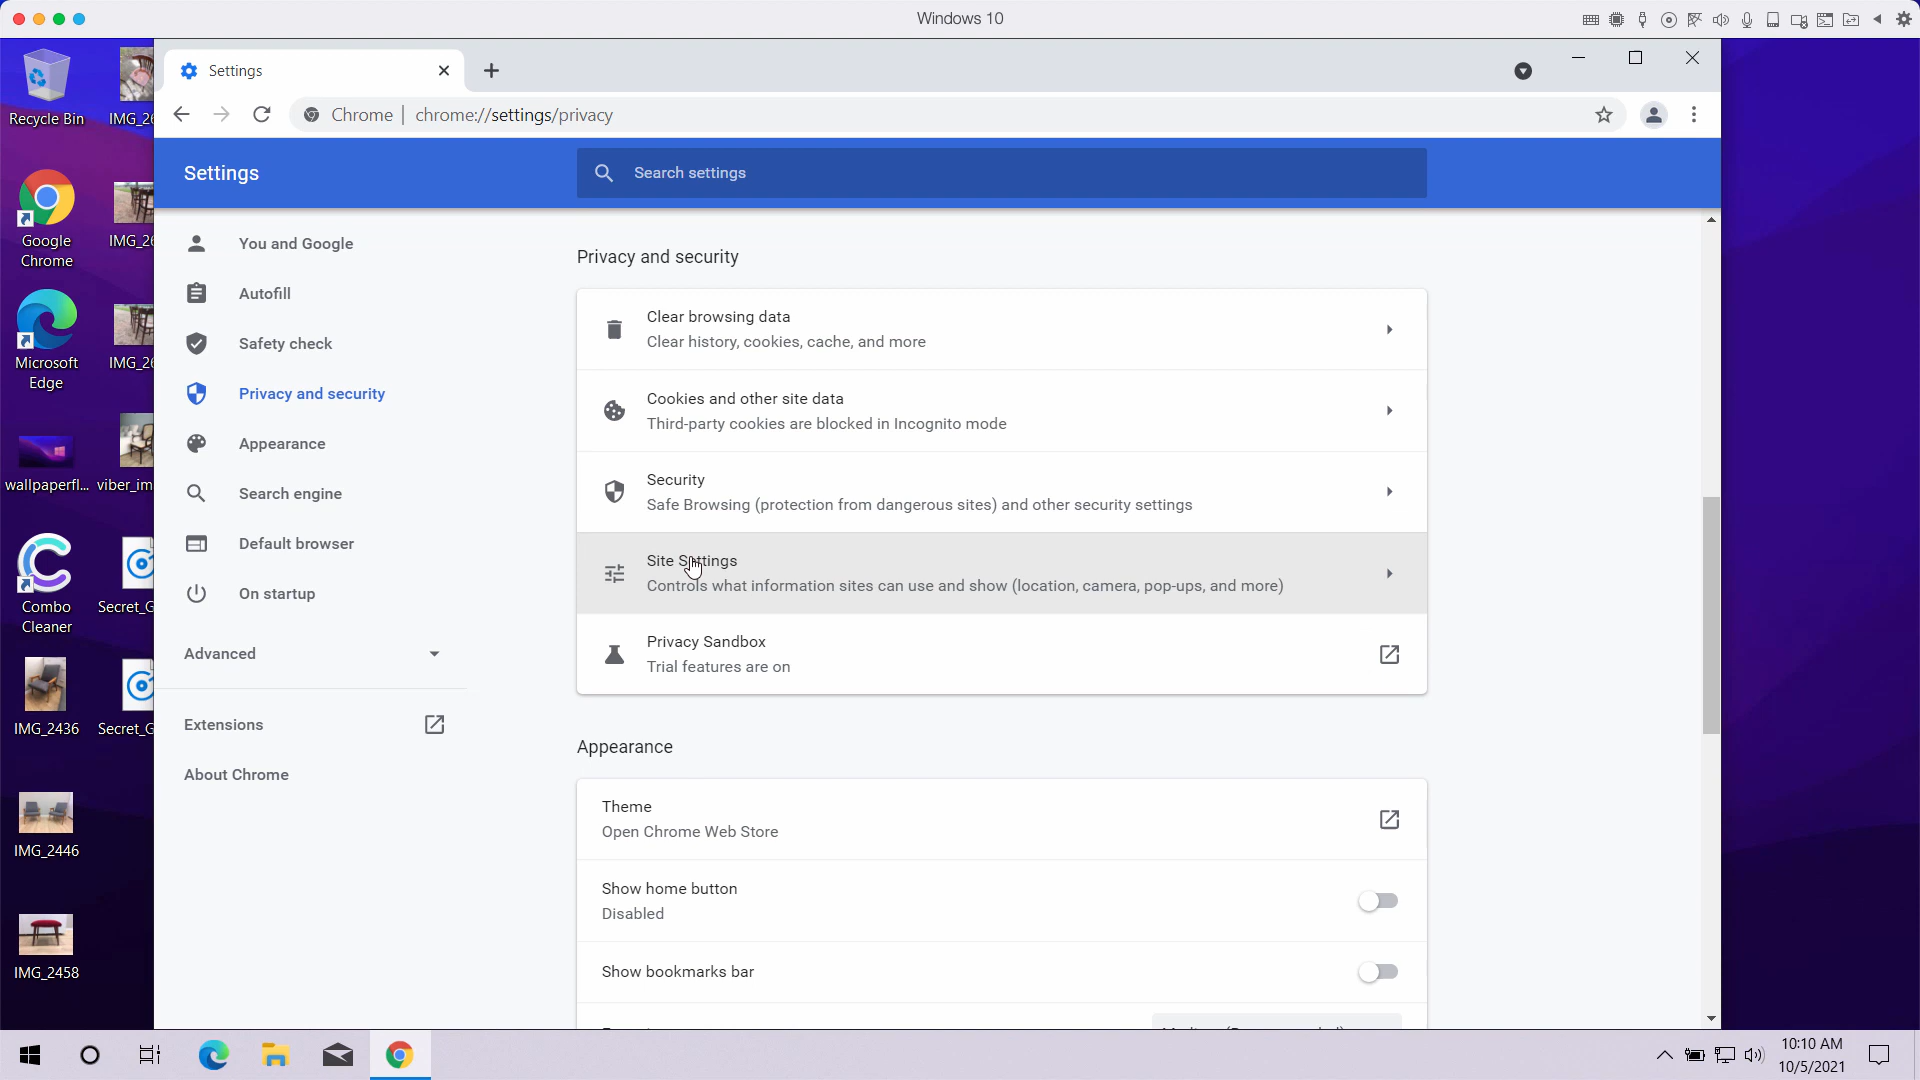 Windows 10
Recycle Bin
IMG_26
Settings
Chrome | chrome://settings/privacy
Settings
Search settings
Google
Chrome
IMG_26
You and Google
Autofill
Safety check
Privacy and security
Appearance
Search engine
Default browser
On startup
Advanced
Extensions
About Chrome
Privacy and security
Clear browsing data
Clear history, cookies, cache, and more
Cookies and other site data
Third-party cookies are blocked in Incognito mode
Security
Safe Browsing (protection from dangerous sites) and other security settings
Site Settings
Controls what information sites can use and show (location, camera, pop-ups, and more)
Privacy Sandbox
Trial features are on
Appearance
Theme
Open Chrome Web Store
Show home button
Disabled
Show bookmarks bar
Microsoft
Edge
IMG_26
wallpaperfl...
viber_im
Combo
Cleaner
Secret_G
IMG_2436
Secret_G
IMG_2446
IMG_2458
10:10 AM
10/5/2021